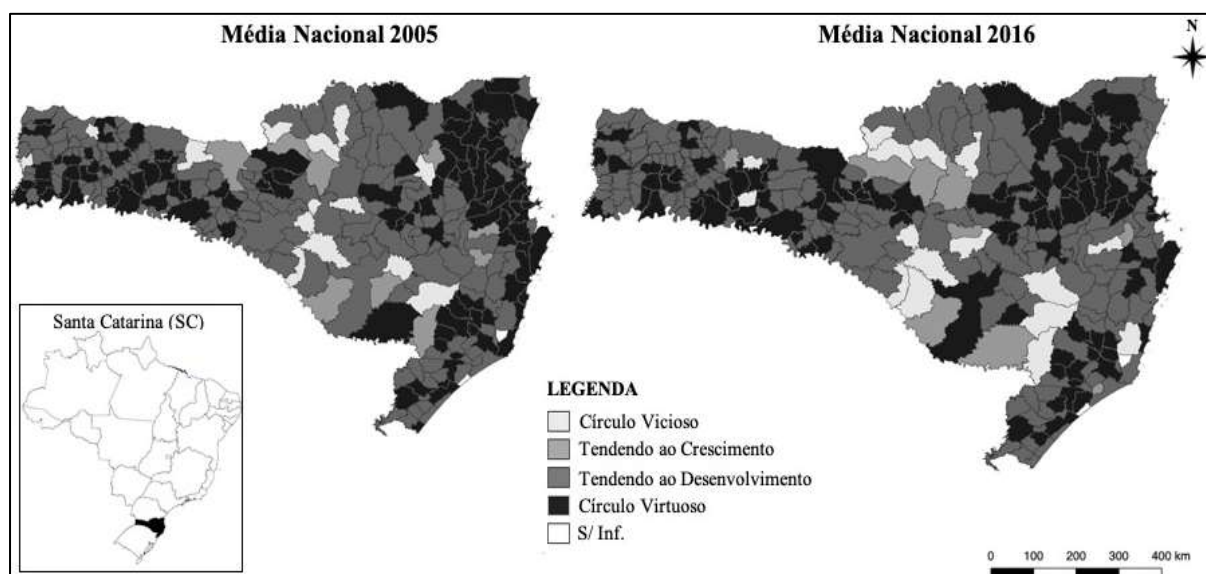 Média Nacional 2005
Média Nacional 2016
N
Santa Catarina (SC)
LEGENDA
Círculo Vicioso
Tendendo ao Crescimento
Tendendo ao Desenvolvimento
Círculo Virtuoso
S/ Inf.
0 100 200 300 400 km